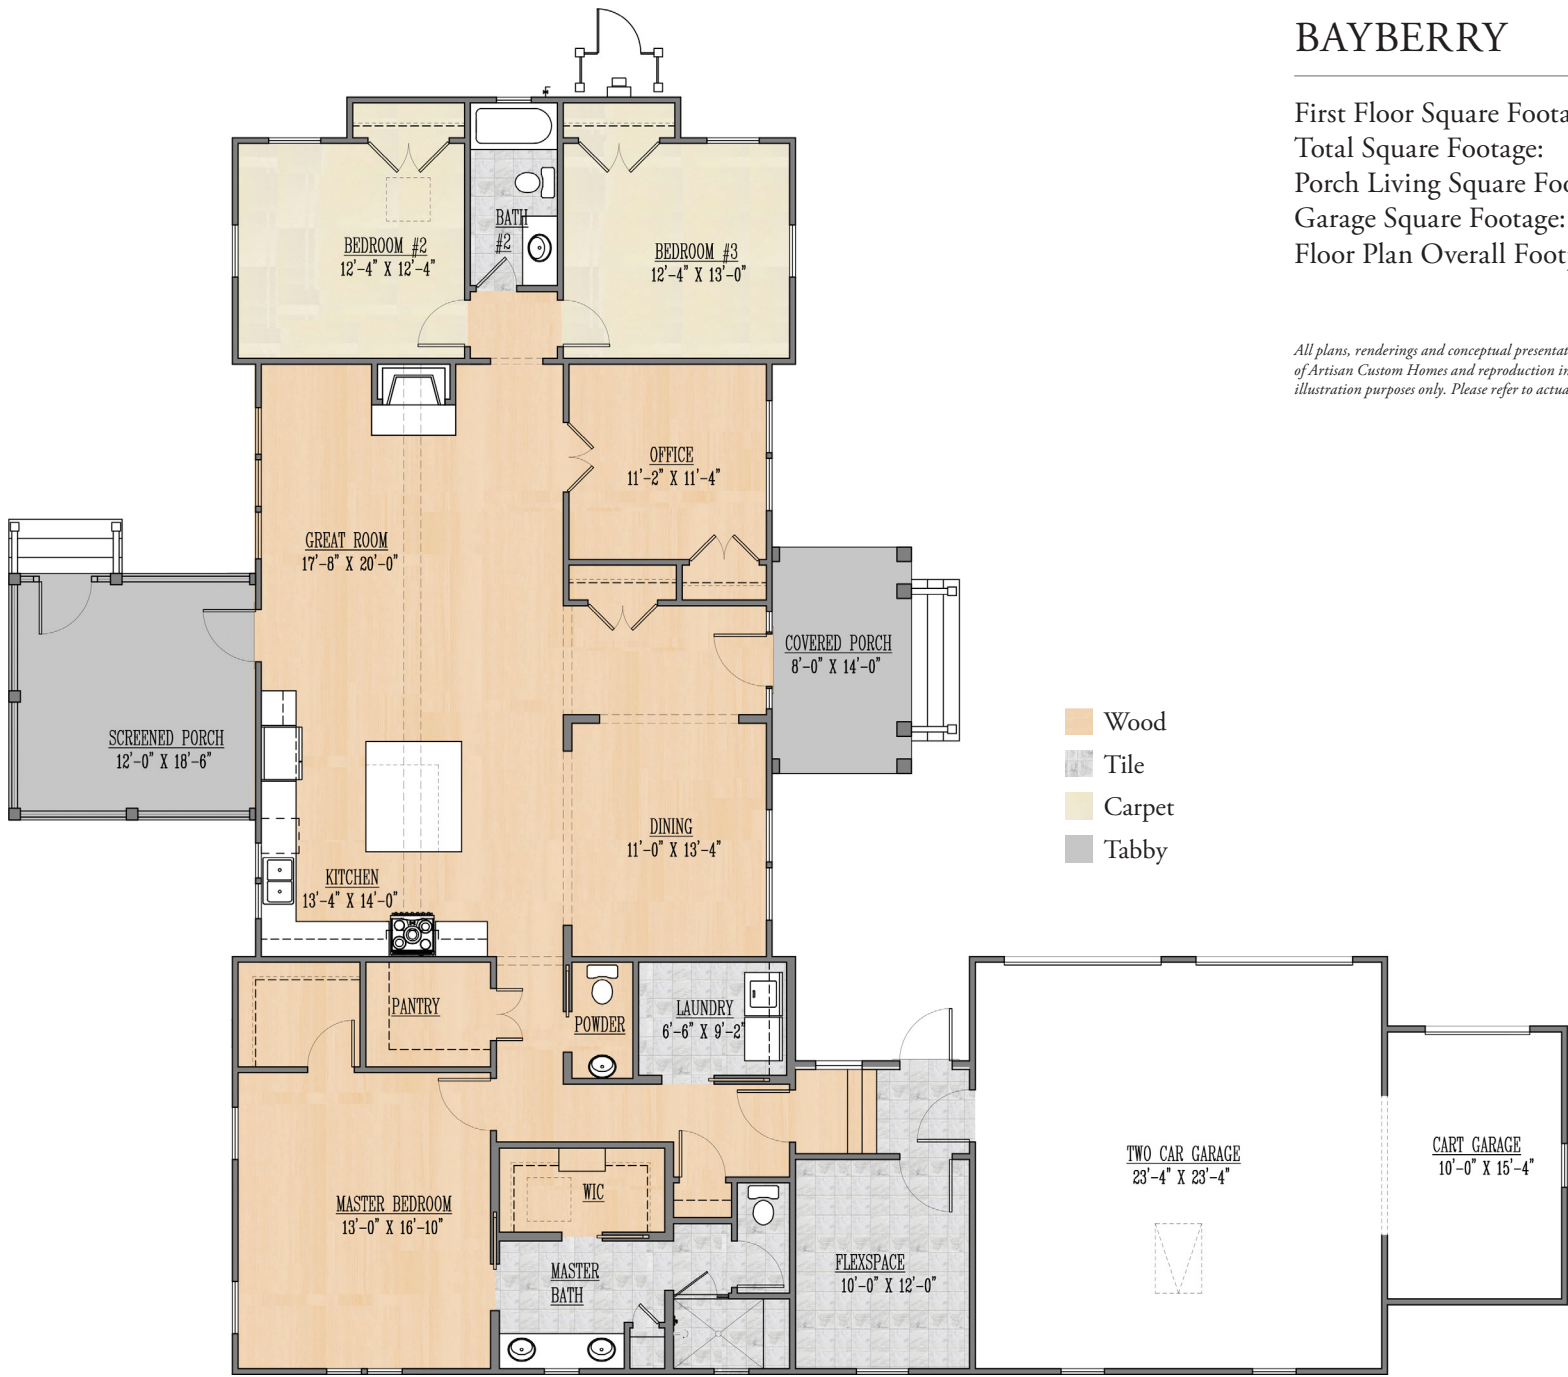 BAYBERRY
First Floor Square Foota
Total Square Footage:
Porch Living Square Foo
Garage Square Footage:
Floor Plan Overall Foot
All plans, renderings and conceptual presentat
of Artisan Custom Homes and reproduction in
illustration purposes only. Please refer to actua
BATH
#2
BEDROOM #2
12'-4" X 12'-4"
BEDROOM #3
12'-4" X 13'-0"
OFFICE
11'-2" X 11'-4"
GREAT ROOM
17'-8" X 20'-0"
COVERED PORCH
8'-0" X 14'-0"
SCREENED PORCH
12'-0" X 18'-6"
Wood
Tile
Carpet
Tabby
DINING
11'-0" X 13'-4"
KITCHEN
13'-4" X 14'-0"
PANTRY
POWDER
LAUNDRY
6'-6" X 9'-2"
MASTER BEDROOM
13'-0" X 16'-10"
WIC
MASTER
BATH
FLEXSPACE
10'-0" X 12'-0"
TWO CAR GARAGE
23'-4" X 23'-4"
CART GARAGE
10'-0" X 15'-4"